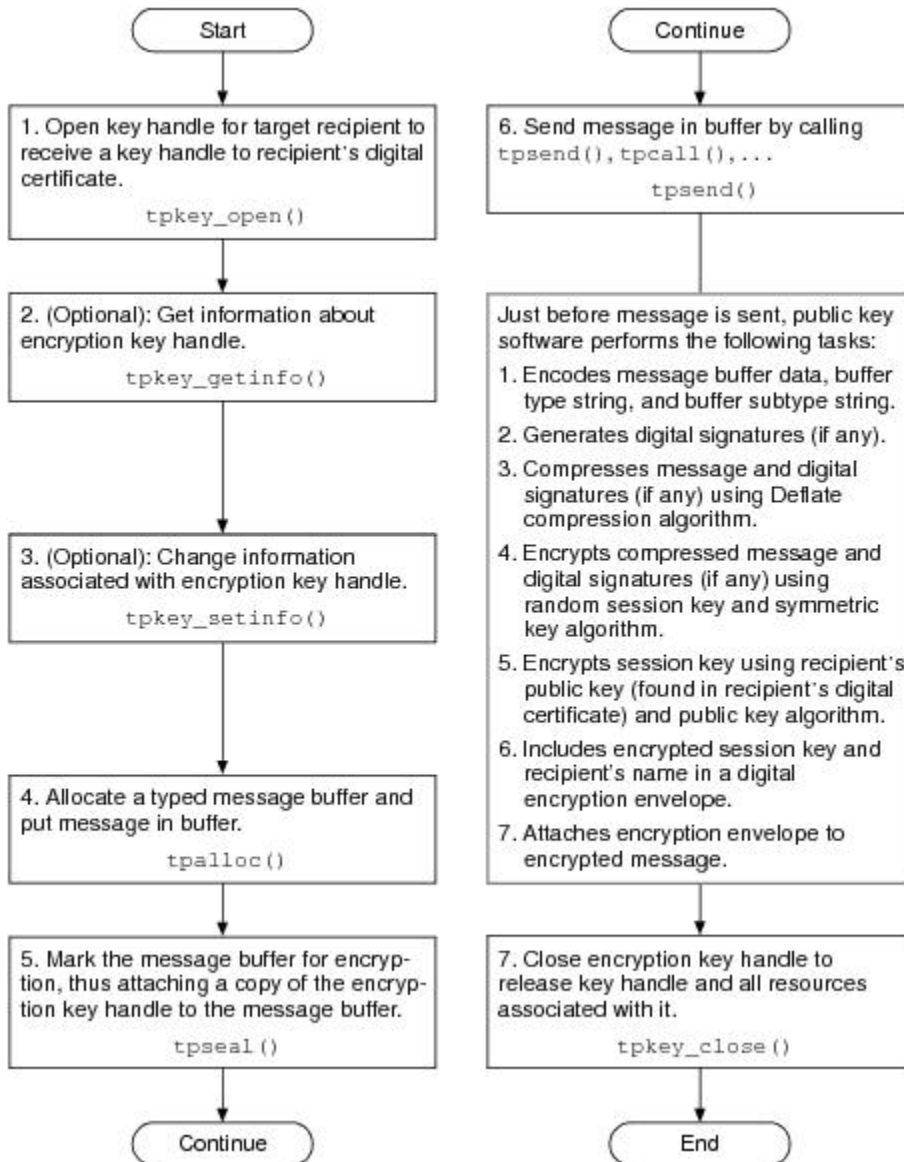 Start
1. Open key handle for target recipient to
receive a key handle to recipient's digital
certificate.
tpkey_open()
2. (Optional): Get information about
encryption key handle.
tpkey_getinfo()
3. (Optional): Change information
associated with encryption key handle.
tpkey_setinfo()
4. Allocate a typed message buffer and
put message in buffer.
tpalloc()
5. Mark the message buffer for encryp-
tion, thus attaching a copy of the encryp-
tion key handle to the message buffer.
tpseal()
Continue
Continue
6. Send message in buffer by calling
tpsend(), tpcall(), ...
tpsend()
Just before message is sent, public key
software performs the following tasks:
1. Encodes message buffer data, buffer
type string, and buffer subtype string.
2. Generates digital signatures (if any).
3. Compresses message and digital
signatures (if any) using Deflate
compression algorithm.
4. Encrypts compressed message and
digital signatures (if any) using
random session key and symmetric
key algorithm.
5. Encrypts session key using recipient's
public key (found in recipient's digital
certificate) and public key algorithm.
6. Includes encrypted session key and
recipient's name in a digital
encryption envelope.
7. Attaches encryption envelope to
encrypted message.
7. Close encryption key handle to
release key handle and all resources
associated with it.
tpkey_close()
End